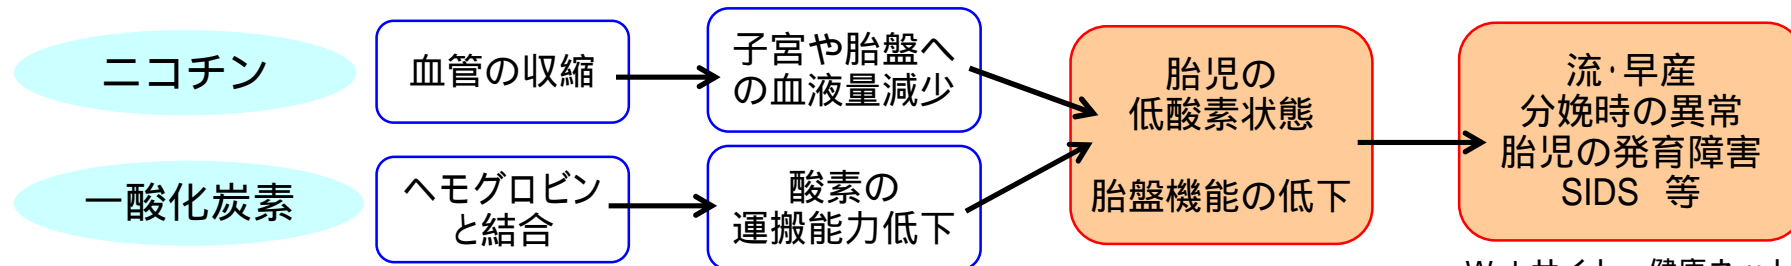 ニコチン
血管の収縮
子宮や胎盤へ
の血液量減少
一酸化炭素
ヘモグロビン
と結合
酸素の
運搬能力低下
胎児の
低酸素状態
胎盤機能の低下
流・早産
分娩時の異常
胎児の発育障害
SIDS 等